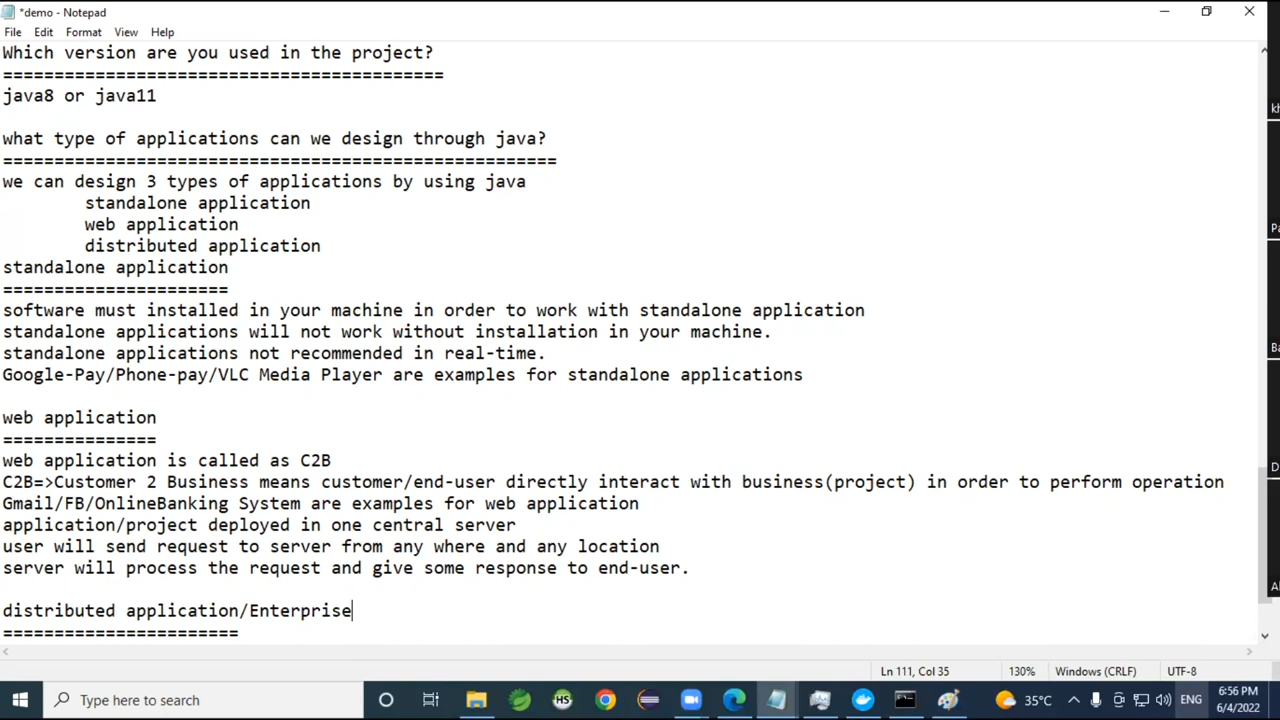 *demo - Notepad
File Edit Format View Help
Which version are you used in the project?
===========================================
java8 or java11
what type of applications can we design through java?
======================================================
we can design 3 types of applications by using java
standalone application
web application
distributed application
standalone application
======================
software must installed in your machine in order to work with standalone application
standalone applications will not work without installation in your machine.
standalone applications not recommended in real-time.
Google-Pay/Phone-pay/VLC Media Player are examples for standalone applications
web application
===============
web application is called as C2B
C2B=>Customer 2 Business means customer/end-user directly interact with business(project) in order to perform operation
Gmail/FB/OnlineBanking System are examples for web application
application/project deployed in one central server
user will send request to server from any where and any location
server will process the request and give some response to end-user.
distributed application/Enterprise
=======================
Ln 111, Col 35 130% Windows (CRLF) UTF-8
Type here to search HS 35°C ENG 6:56 PM
6/4/2022